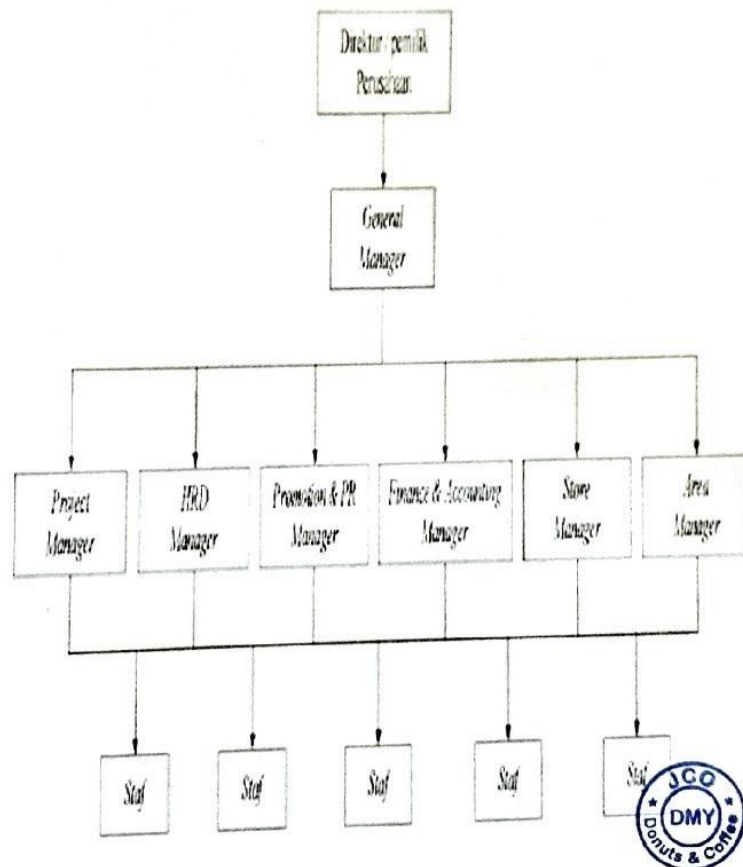 Direktur / pemilik
Perusahaan
General
Manager
Project
Manager
HRD
Manager
Promotion & PR
Manager
Finance & Accounting
Manager
Store
Manager
Area
Manager
Staf
Staf
Staf
Staf
Staf
JCO
DMY
Donuts & Coffee